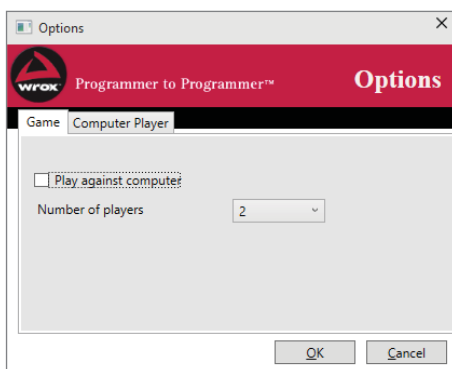 Options
wrox
Programmer to Programmer™
Options
Game
Computer Player
Play against computer
Number of players
2
OK
Cancel